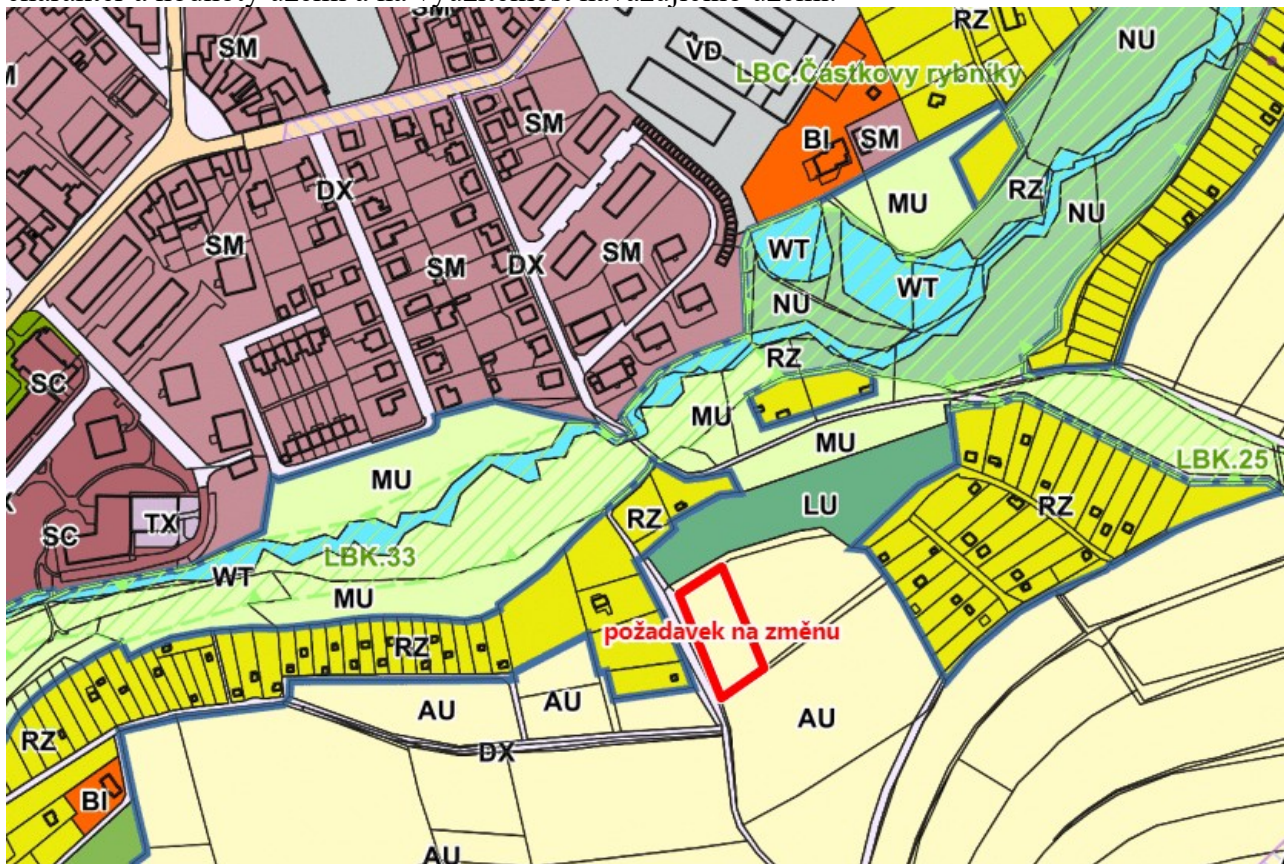 SM
SM
VD
RZ
NU
LBC.Částkovy rybníky
SM
BI
SM
DX
MU
RZ
NU
SM
SM
DX
SM
WT
WT
NU
RZ
SC
MU
MU
LBK.25
MU
LU
RZ
RZ
TX
SC
LBK.33
WT
MU
požadavek na změnu
RZ
AU
AU
AU
RZ
DX
BI
AU